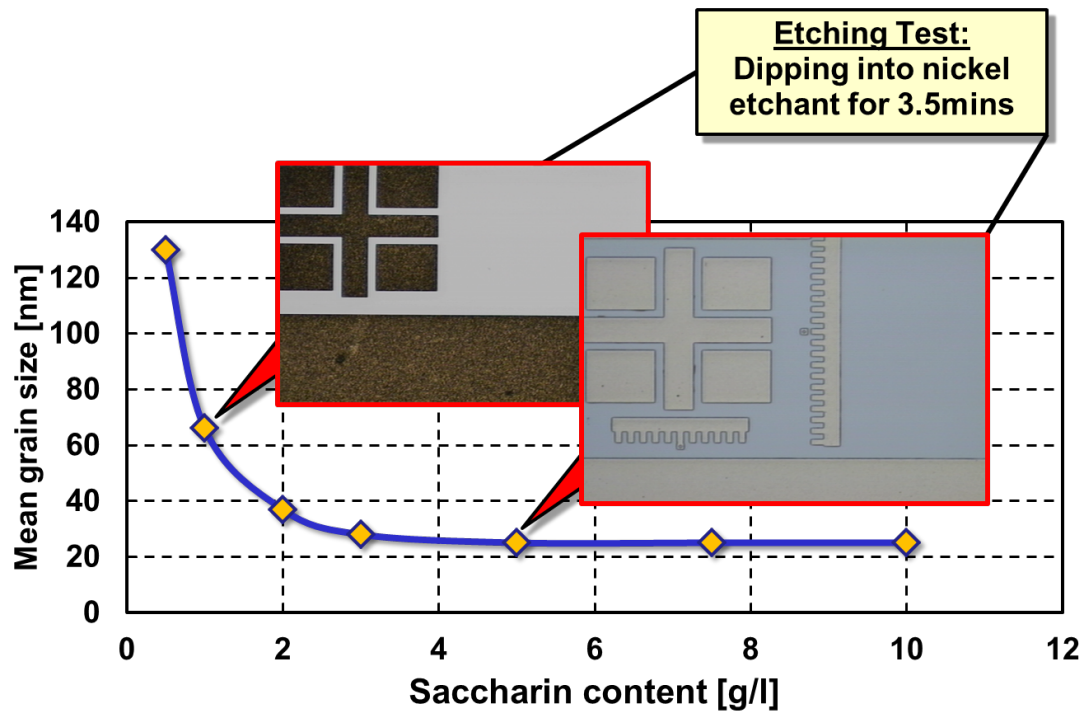 Etching Test:
Dipping into nickel
etchant for 3.5mins
Mean grain size [nm]
140
120
100
80
60
40
20
0
0 2 4 6 8 10 12
Saccharin content [g/l]